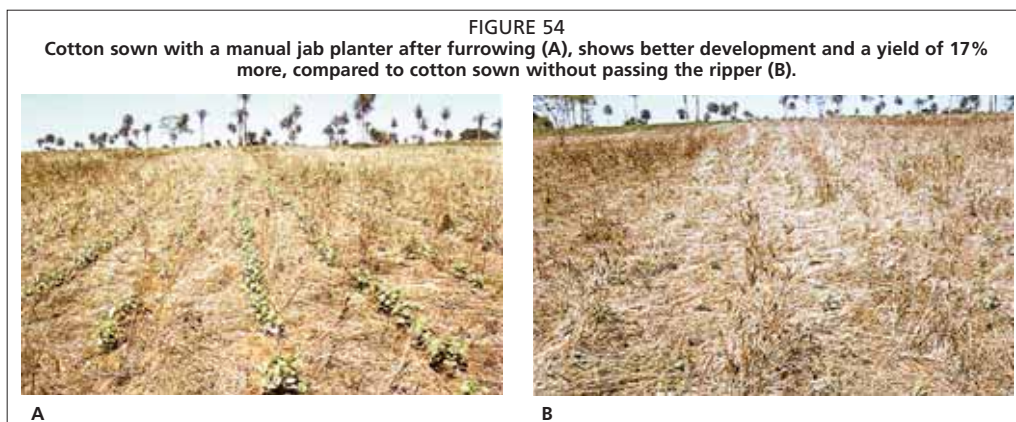 FIGURE 54
Cotton sown with a manual jab planter after furrowing (A), shows better development and a yield of 17%
more, compared to cotton sown without passing the ripper (B).
A
B